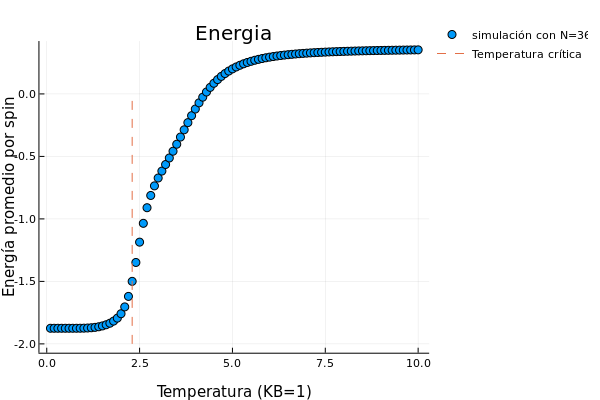 Energia
simulación con N=36
Temperatura crítica
Energía promedio por spin
0.0
-0.5
-1.0
-1.5
-2.0
0.0 2.5 5.0 7.5 10.0
Temperatura (KB=1)